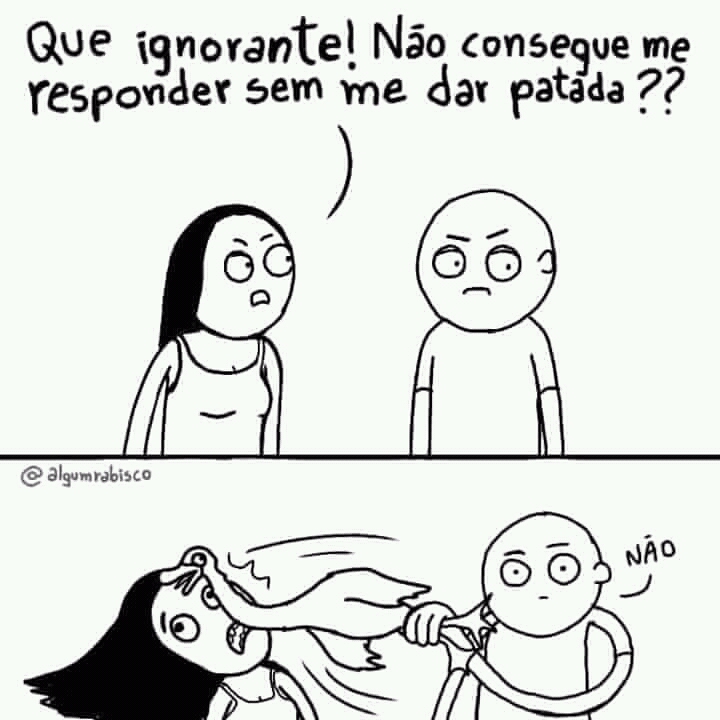 Que ignorante! Não consegue me
responder sem me dar patada??
@algumrabisco
NÃO